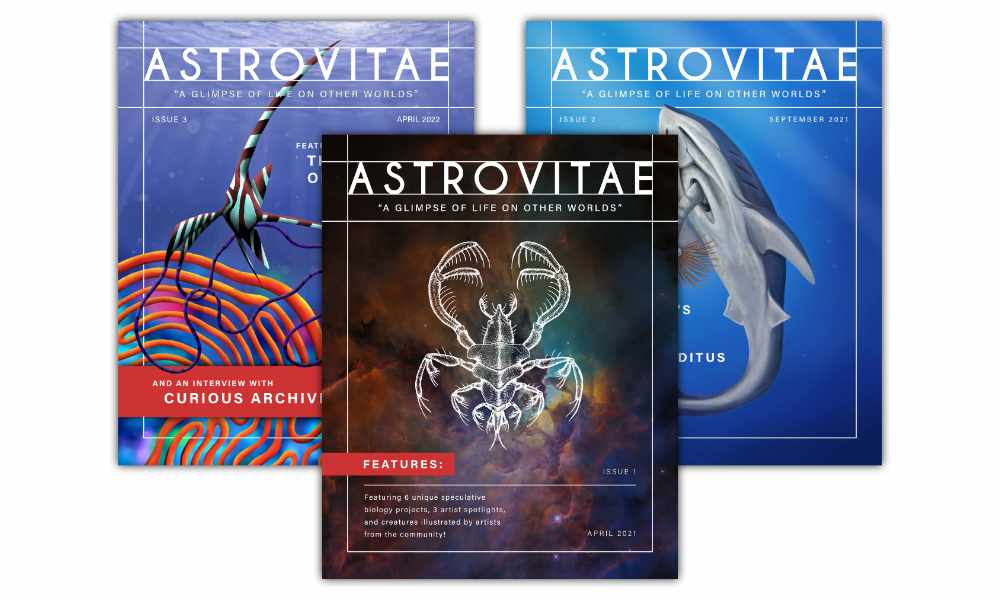 ASTROVITAE
"A GLIMPSE OF LIFE ON OTHER WORLDS"
ISSUE 3
APRIL 2022
AND AN INTERVIEW WITH
CURIOUS
ASTROVITAE
"A GLIMPSE OF LIFE ON OTHER WORLDS"
FEATURES:
ISSUE 1
Featuring 6 unique speculative
biology projects, 3 artist spotlights,
and creatures illustrated by artists
from the community!
APRIL 2021
ASTROVITAE
"A GLIMPSE OF LIFE ON OTHER WORLDS"
ISSUE 2
SEPTEMBER 2021